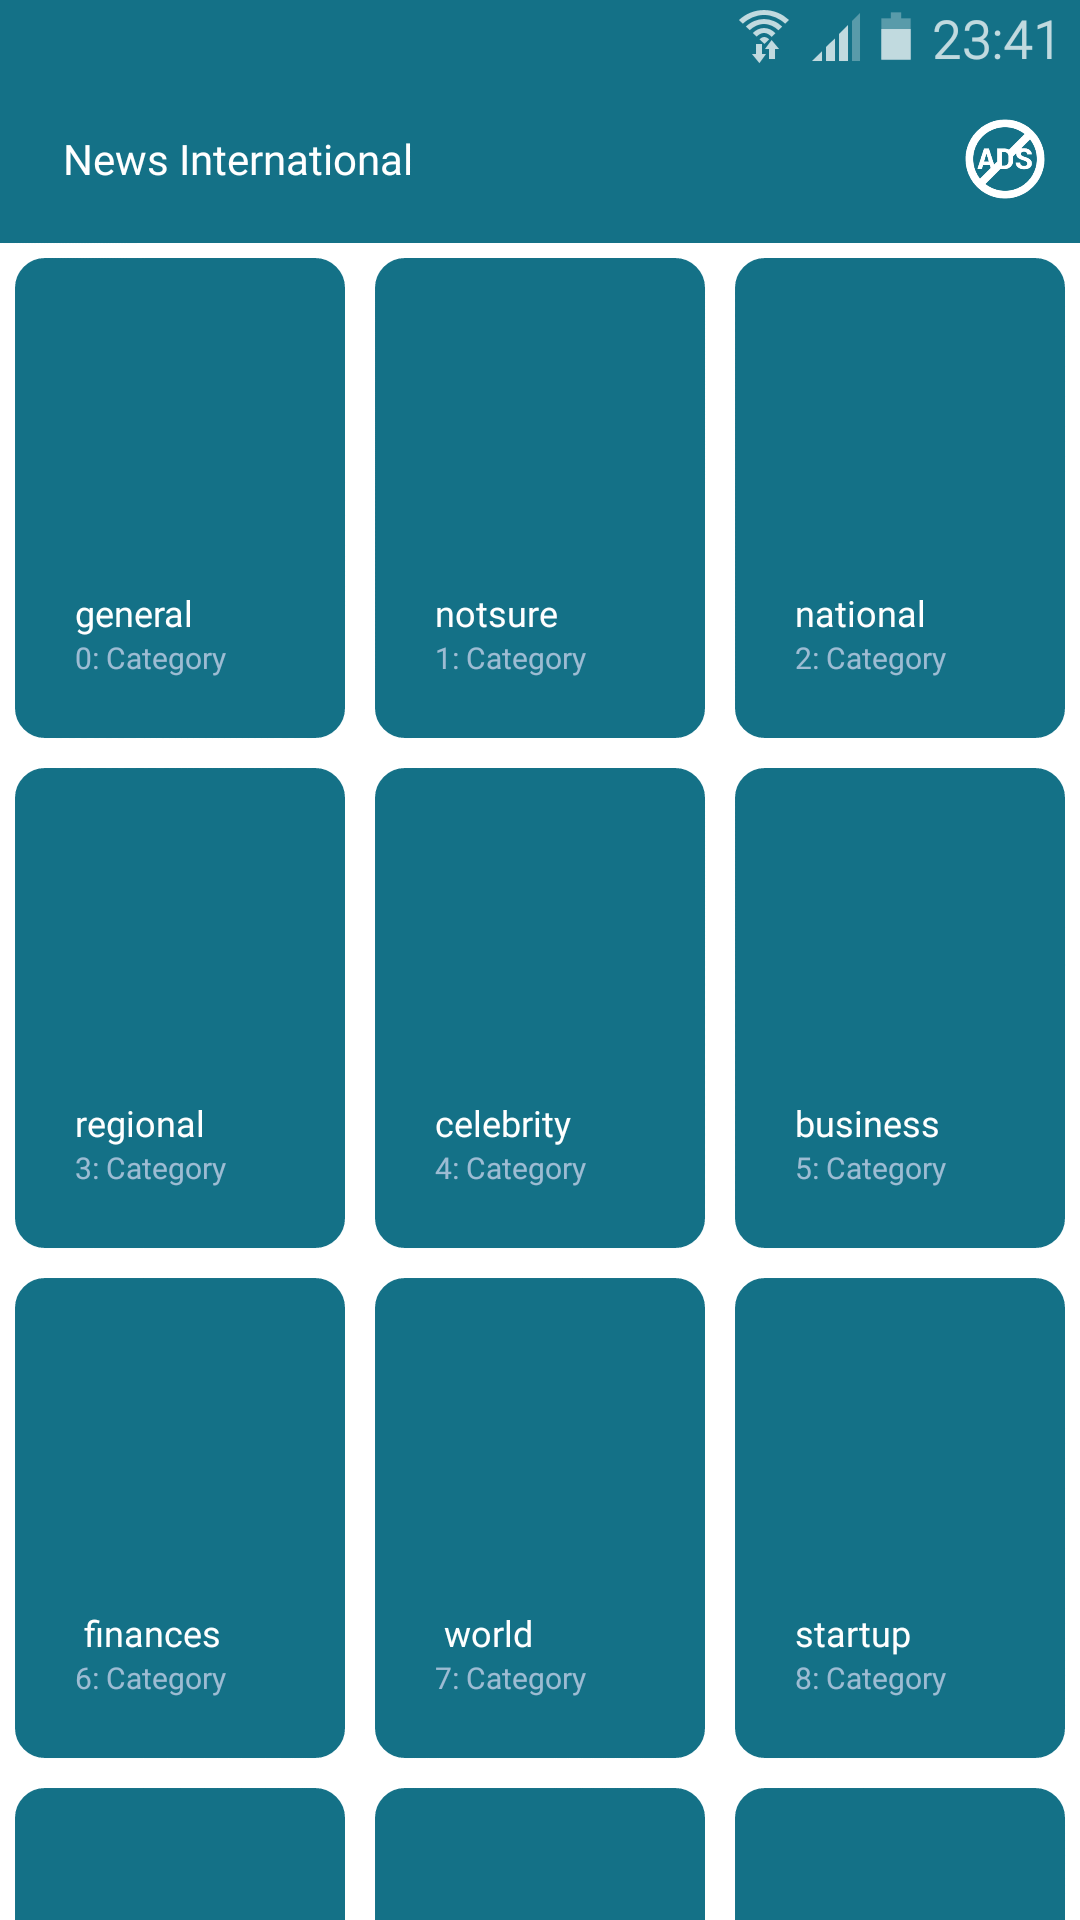 23:41
News International
ADS
general
0: Category
notsure
1: Category
national
2: Category
regional
3: Category
celebrity
4: Category
business
5: Category
finances
6: Category
world
7: Category
startup
8: Category